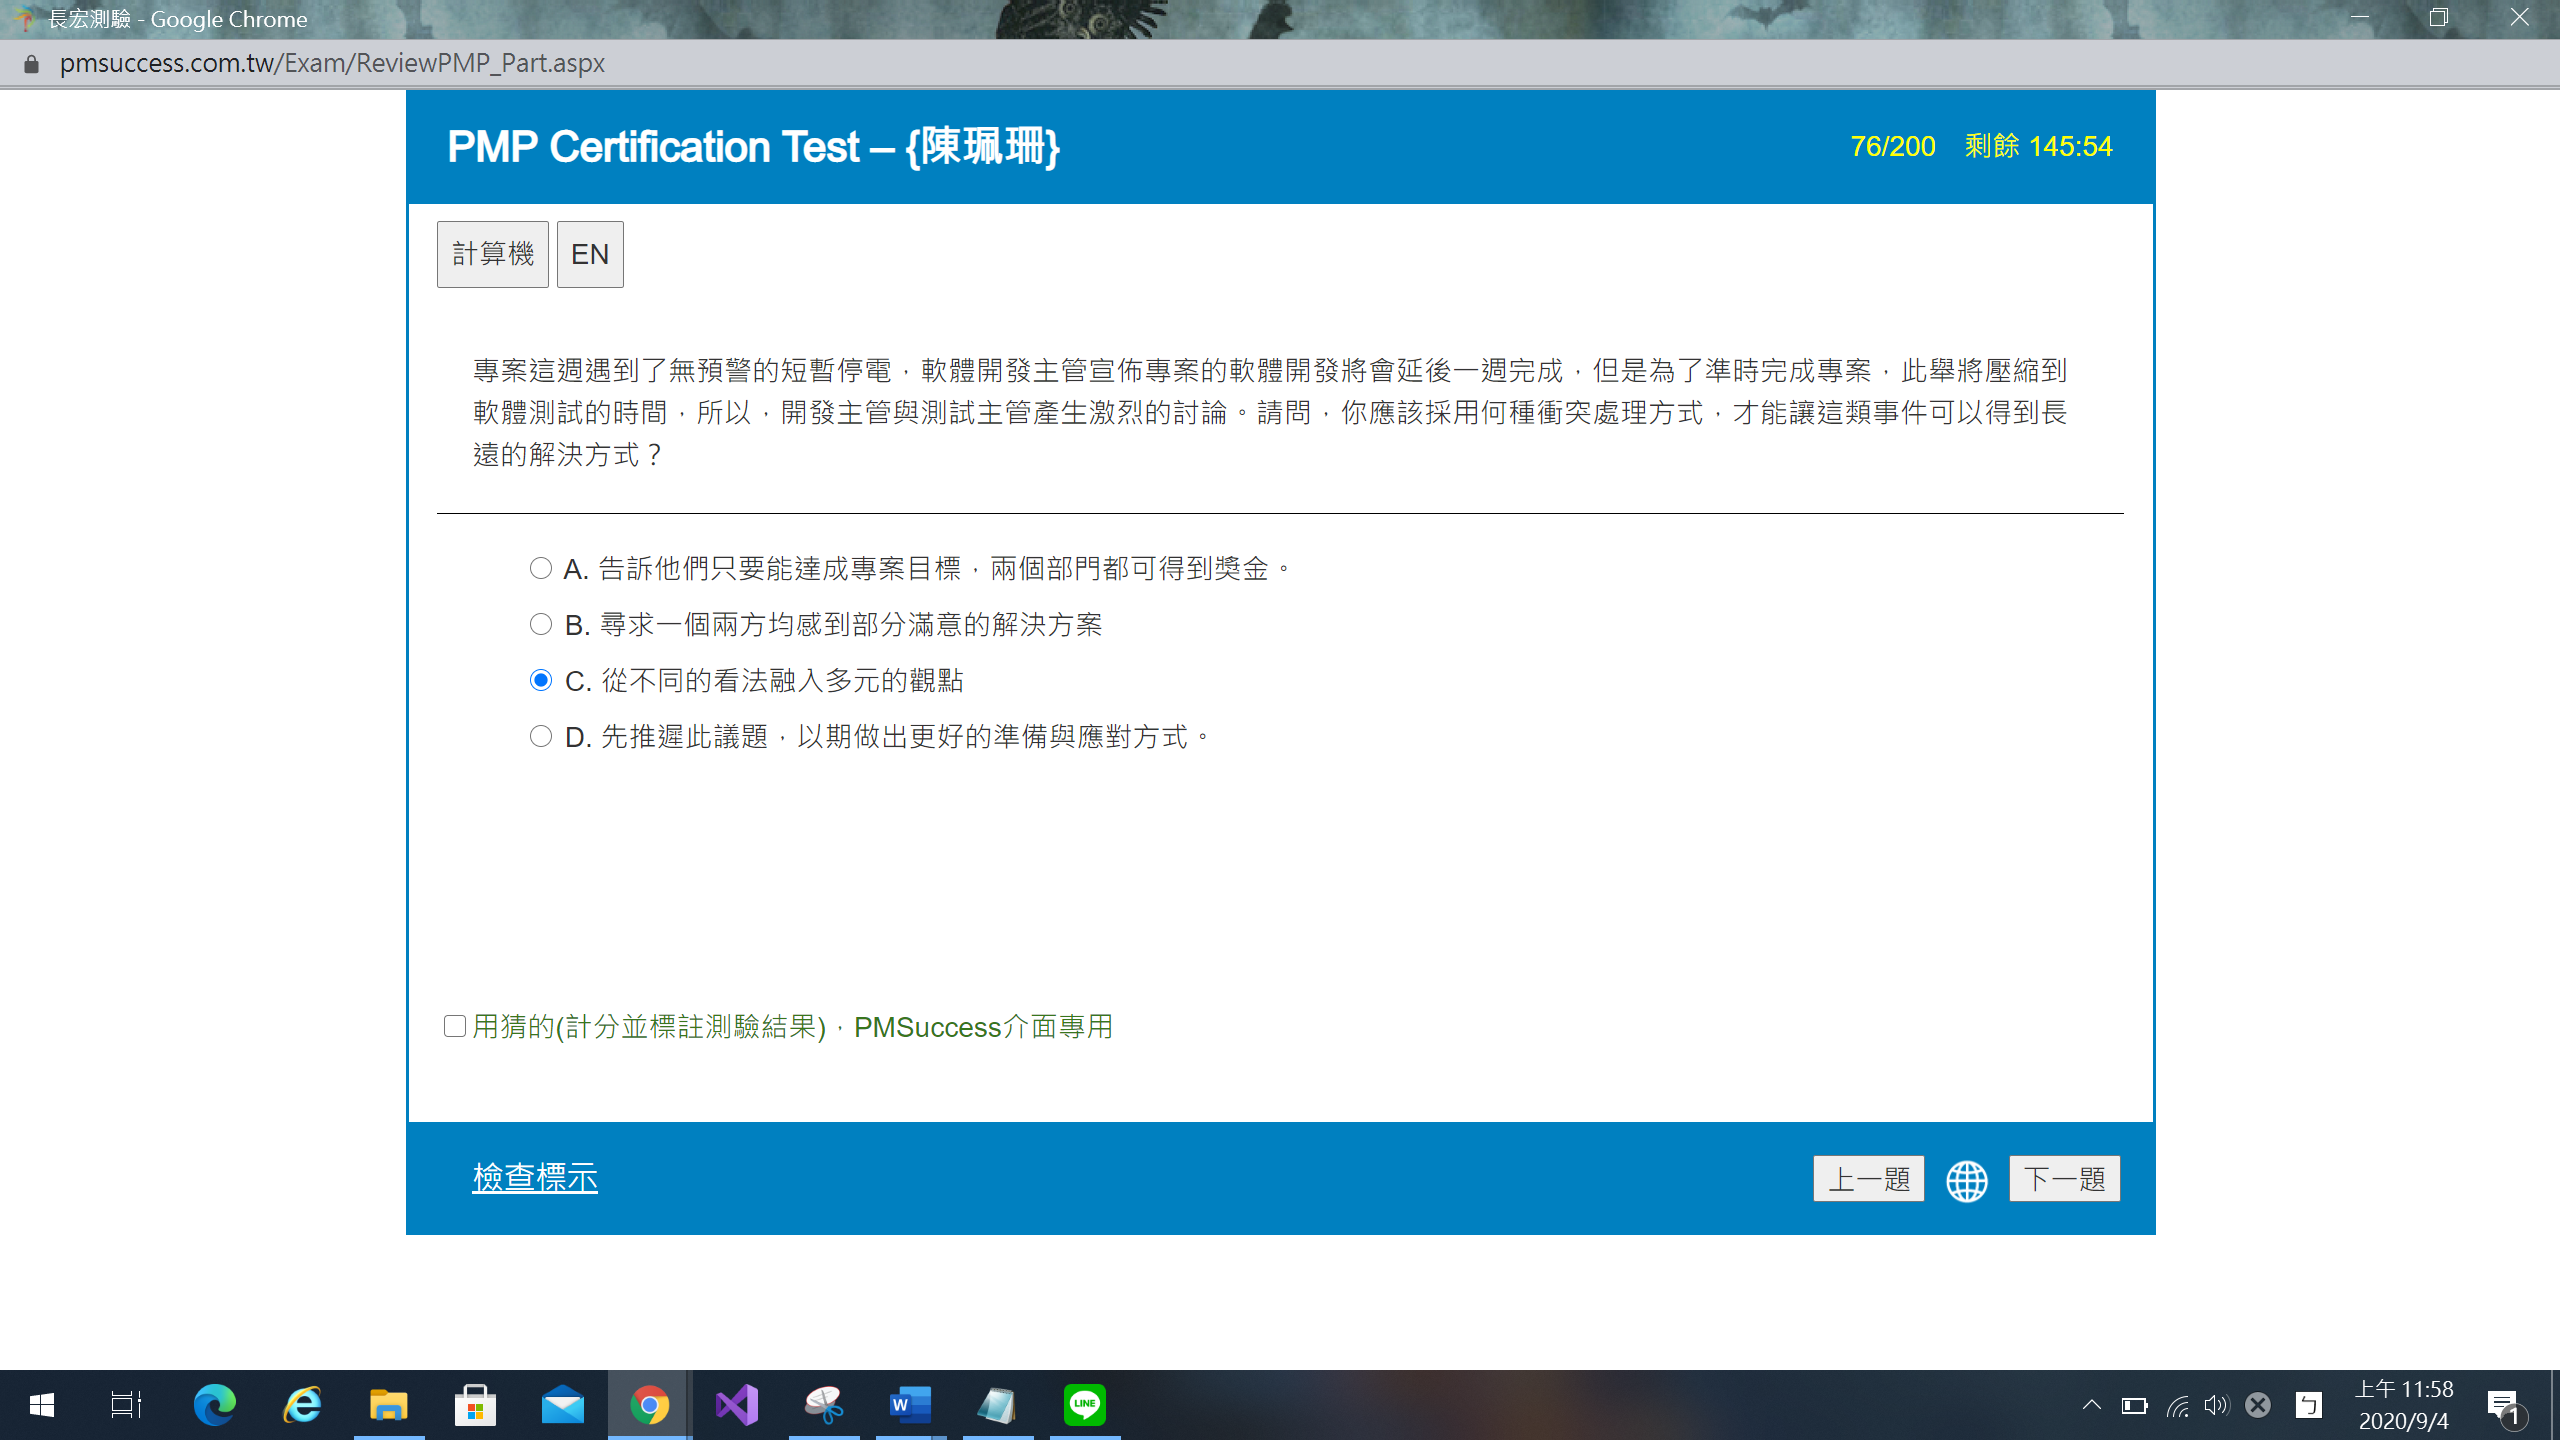 長宏測驗 - Google Chrome
pmsuccess.com.tw/Exam/ReviewPMP_Part.aspx
PMP Certification Test – {陳珮珊}
76/200 剩餘 145:54
計算機 EN
專案這週遇到了無預警的短暫停電，軟體開發主管宣佈專案的軟體開發將會延後一週完成，但是為了準時完成專案，此舉將壓縮到
軟體測試的時間，所以，開發主管與測試主管產生激烈的討論。請問，你應該採用何種衝突處理方式，才能讓這類事件可以得到長
遠的解決方式？
A. 告訴他們只要能達成專案目標，兩個部門都可得到獎金。
B. 尋求一個兩方均感到部分滿意的解決方案
C. 從不同的看法融入多元的觀點
D. 先推遲此議題，以期做出更好的準備與應對方式。
用猜的(計分並標註測驗結果)，PMSuccess介面專用
檢查標示
上一題 下一題
W
LINE
ㄅ
上午 11:58
2020/9/4
1